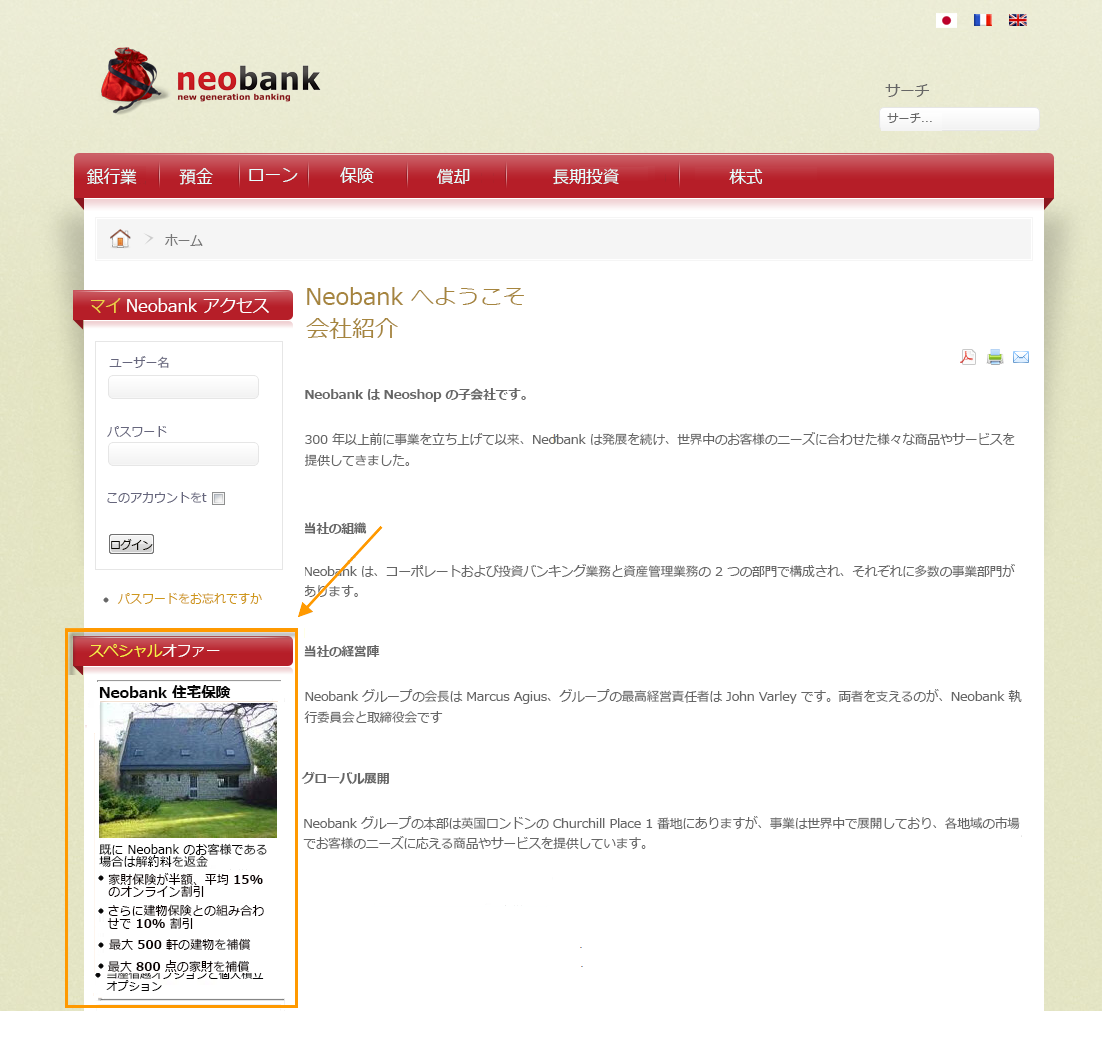 neobank
new generation banking
サーチ
サーチ...
銀行業 預金 ローン 保険 償却 長期投資 株式
ホーム
マイ Neobank アクセス
ユーザー名
パスワード
このアカウントをt
ログイン
パスワードをお忘れですか
スペシャルオファー
Neobank 住宅保険
既に Neobank のお客様である
場合は解約料を返金
家財保険が半額、平均 15%
のオンライン割引
さらに建物保険との組み合わ
せで 10% 割引
最大 500 軒の建物を補償
最大 800 点の家財を補償
オプション
Neobank へようこそ
会社紹介
Neobank は Neoshop の子会社です。
300 年以上前に事業を立ち上げて以来、Nedbank は発展を続け、世界中のお客様のニーズに合わせた様々な商品やサービスを
提供してきました。
当社の組織
Neobank は、コーポレートおよび投資バンキング業務と資産管理業務の 2 つの部門で構成され、それぞれに多数の事業部門が
あります。
当社の経営陣
Neobank グループの会長は Marcus Agius、グループの最高経営責任者は John Varley です。両者を支えるのが、Neobank 執
行委員会と取締役会です
グローバル展開
Neobank グループの本部は英国ロンドンの Churchill Place 1 番地にありますが、事業は世界中で展開しており、各地域の市場
でお客様のニーズに応える商品やサービスを提供しています。